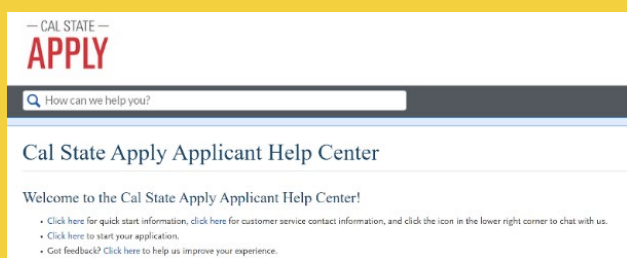 — CAL STATE —
APPLY
How can we help you?
Cal State Apply Applicant Help Center
Welcome to the Cal State Apply Applicant Help Center!
• Click here for quick start information, click here for customer service contact information, and click the icon in the lower right corner to chat with us.
• Click here to start your application.
• Got feedback? Click here to help us improve your experience.